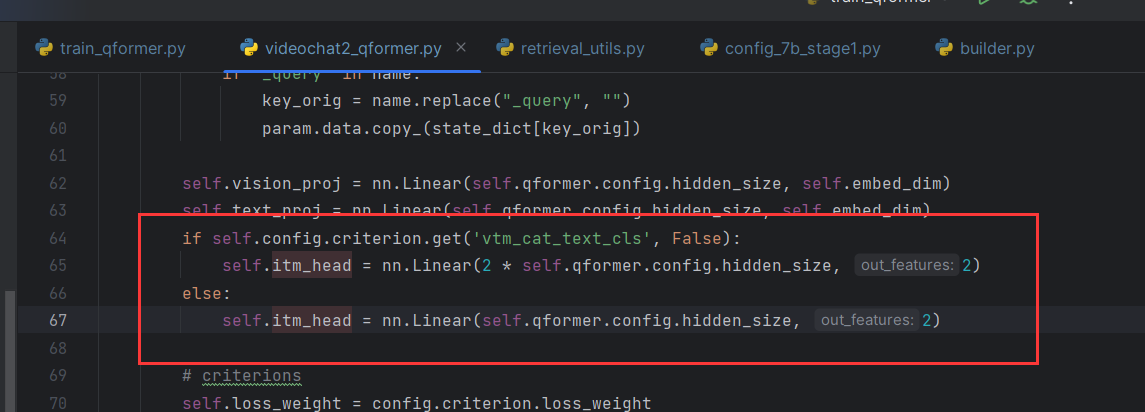 train_qformer
train_qformer.py videochat2_qformer.py × retrieval_utils.py config_7b_stage1.py builder.py
58 if "_query" in name:
59 key_orig = name.replace("_query", "")
60 param.data.copy_(state_dict[key_orig])
61
62 self.vision_proj = nn.Linear(self.qformer.config.hidden_size, self.embed_dim)
63 self.text_proj = nn.Linear(self.qformer.config.hidden_size, self.embed_dim)
64 if self.config.criterion.get('vtm_cat_text_cls', False):
65 self.itm_head = nn.Linear(2 * self.qformer.config.hidden_size, out_features: 2)
66 else:
67 self.itm_head = nn.Linear(self.qformer.config.hidden_size, out_features: 2)
68
69 # criterions
70 self.loss_weight = config.criterion.loss_weight